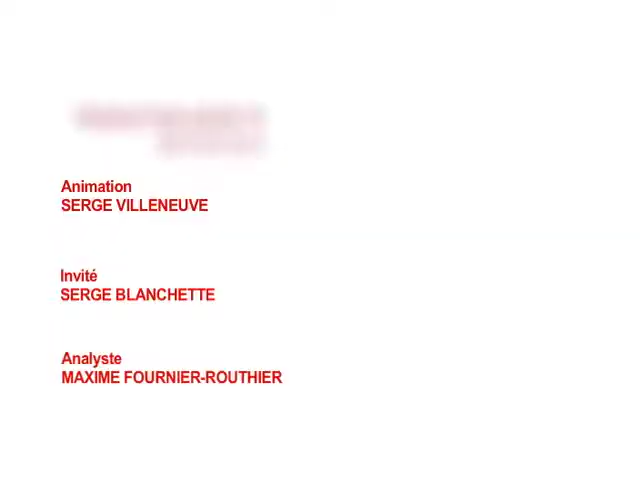 Animation
SERGE VILLENEUVE
Invité
SERGE BLANCHETTE
Analyste
MAXIME FOURNIER-ROUTHIER